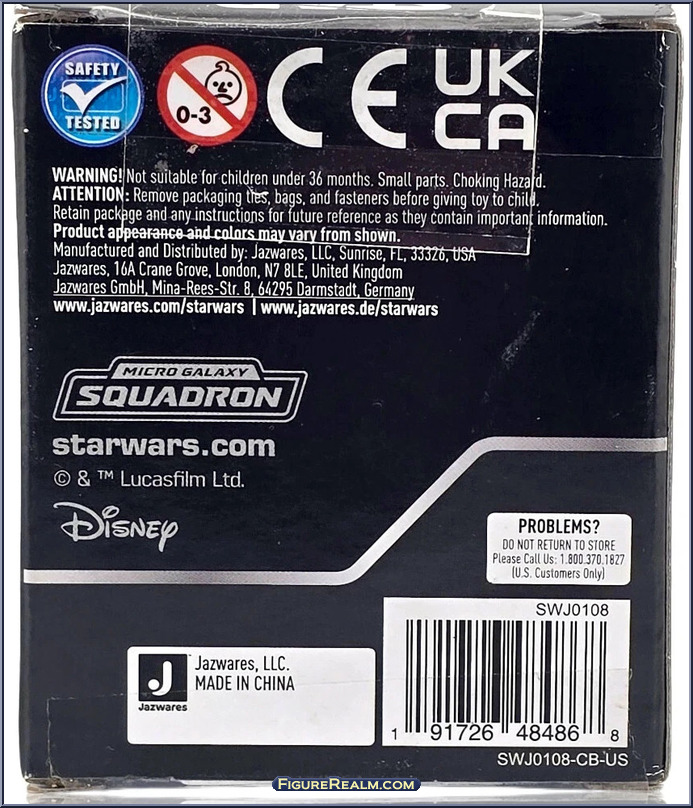 SAFETY
TESTED
0-3
CE
UK
CA
WARNING! Not suitable for children under 36 months. Small parts. Choking Hazard.
ATTENTION: Remove packaging ties, bags, and fasteners before giving toy to child.
Retain package and any instructions for future reference as they contain important information.
Product appearance and colors may vary from shown.
Manufactured and Distributed by: Jazwares, LLC, Sunrise, FL, 33326, USA
Jazwares, 16A Crane Grove, London, N7 8LE, United Kingdom
Jazwares GmbH, Mina-Rees-Str. 8, 64295 Darmstadt, Germany
www.jazwares.com/starwars | www.jazwares.de/starwars
MICRO GALAXY
SQUADRON
starwars.com
© & ™ Lucasfilm Ltd.
Disney
PROBLEMS?
DO NOT RETURN TO STORE
Please Call Us: 1.800.370.1827
(U.S. Customers Only)
SWJ0108
J
Jazwares
Jazwares, LLC.
MADE IN CHINA
1 91726 48486 8
SWJ0108-CB-US
FigureRealm.com